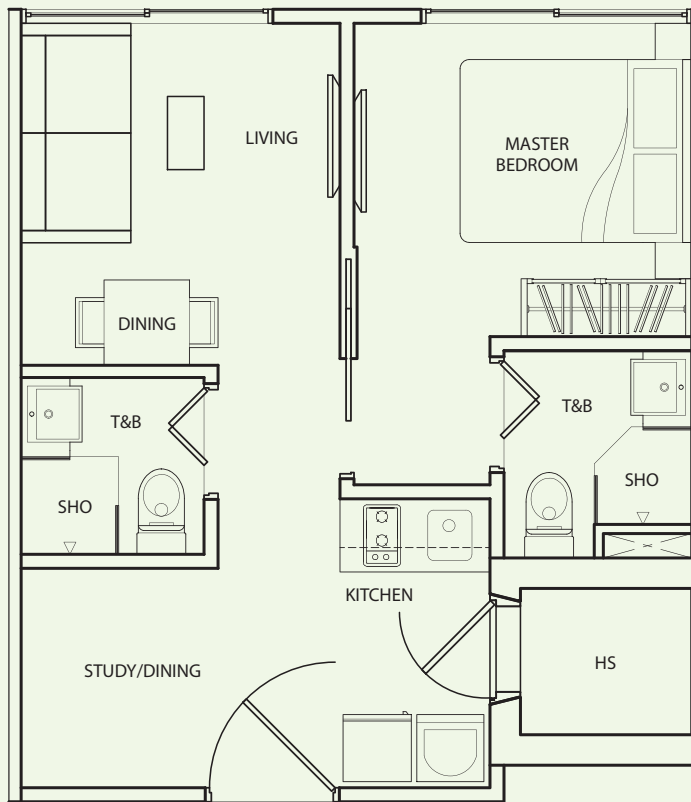 LIVING
MASTER
BEDROOM
DINING
T&B
T&B
SHO
SHO
KITCHEN
STUDY/DINING
HS